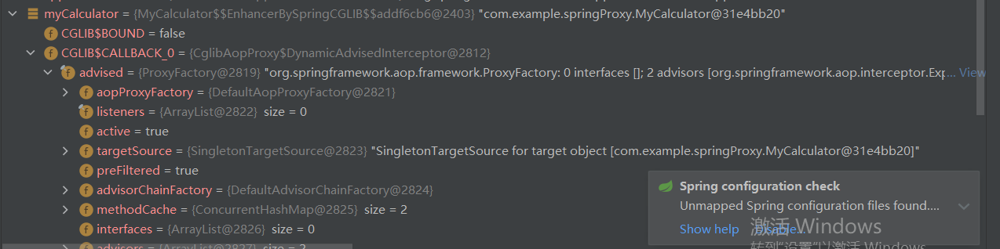 myCalculator = {MyCalculator$$EnhancerBySpringCGLIB$$addf6cb6@2403} "com.example.springProxy.MyCalculator@31e4bb20"
CGLIB$BOUND = false
CGLIB$CALLBACK_0 = {CglibAopProxy$DynamicAdvisedInterceptor@2812}
advised = {ProxyFactory@2819} "org.springframework.aop.framework.ProxyFactory: 0 interfaces []; 2 advisors [org.springframework.aop.interceptor.Exp... View
aopProxyFactory = {DefaultAopProxyFactory@2821}
listeners = {ArrayList@2822} size = 0
active = true
targetSource = {SingletonTargetSource@2823} "SingletonTargetSource for target object [com.example.springProxy.MyCalculator@31e4bb20]"
preFiltered = true
advisorChainFactory = {DefaultAdvisorChainFactory@2824}
methodCache = {ConcurrentHashMap@2825} size = 2
interfaces = {ArrayList@2826} size = 0
advisors = {ArrayList@2827} size = 2
Spring configuration check
Unmapped Spring configuration files found....
Show help Disable...
激活 Windows
转到"设置"以激活 Windows